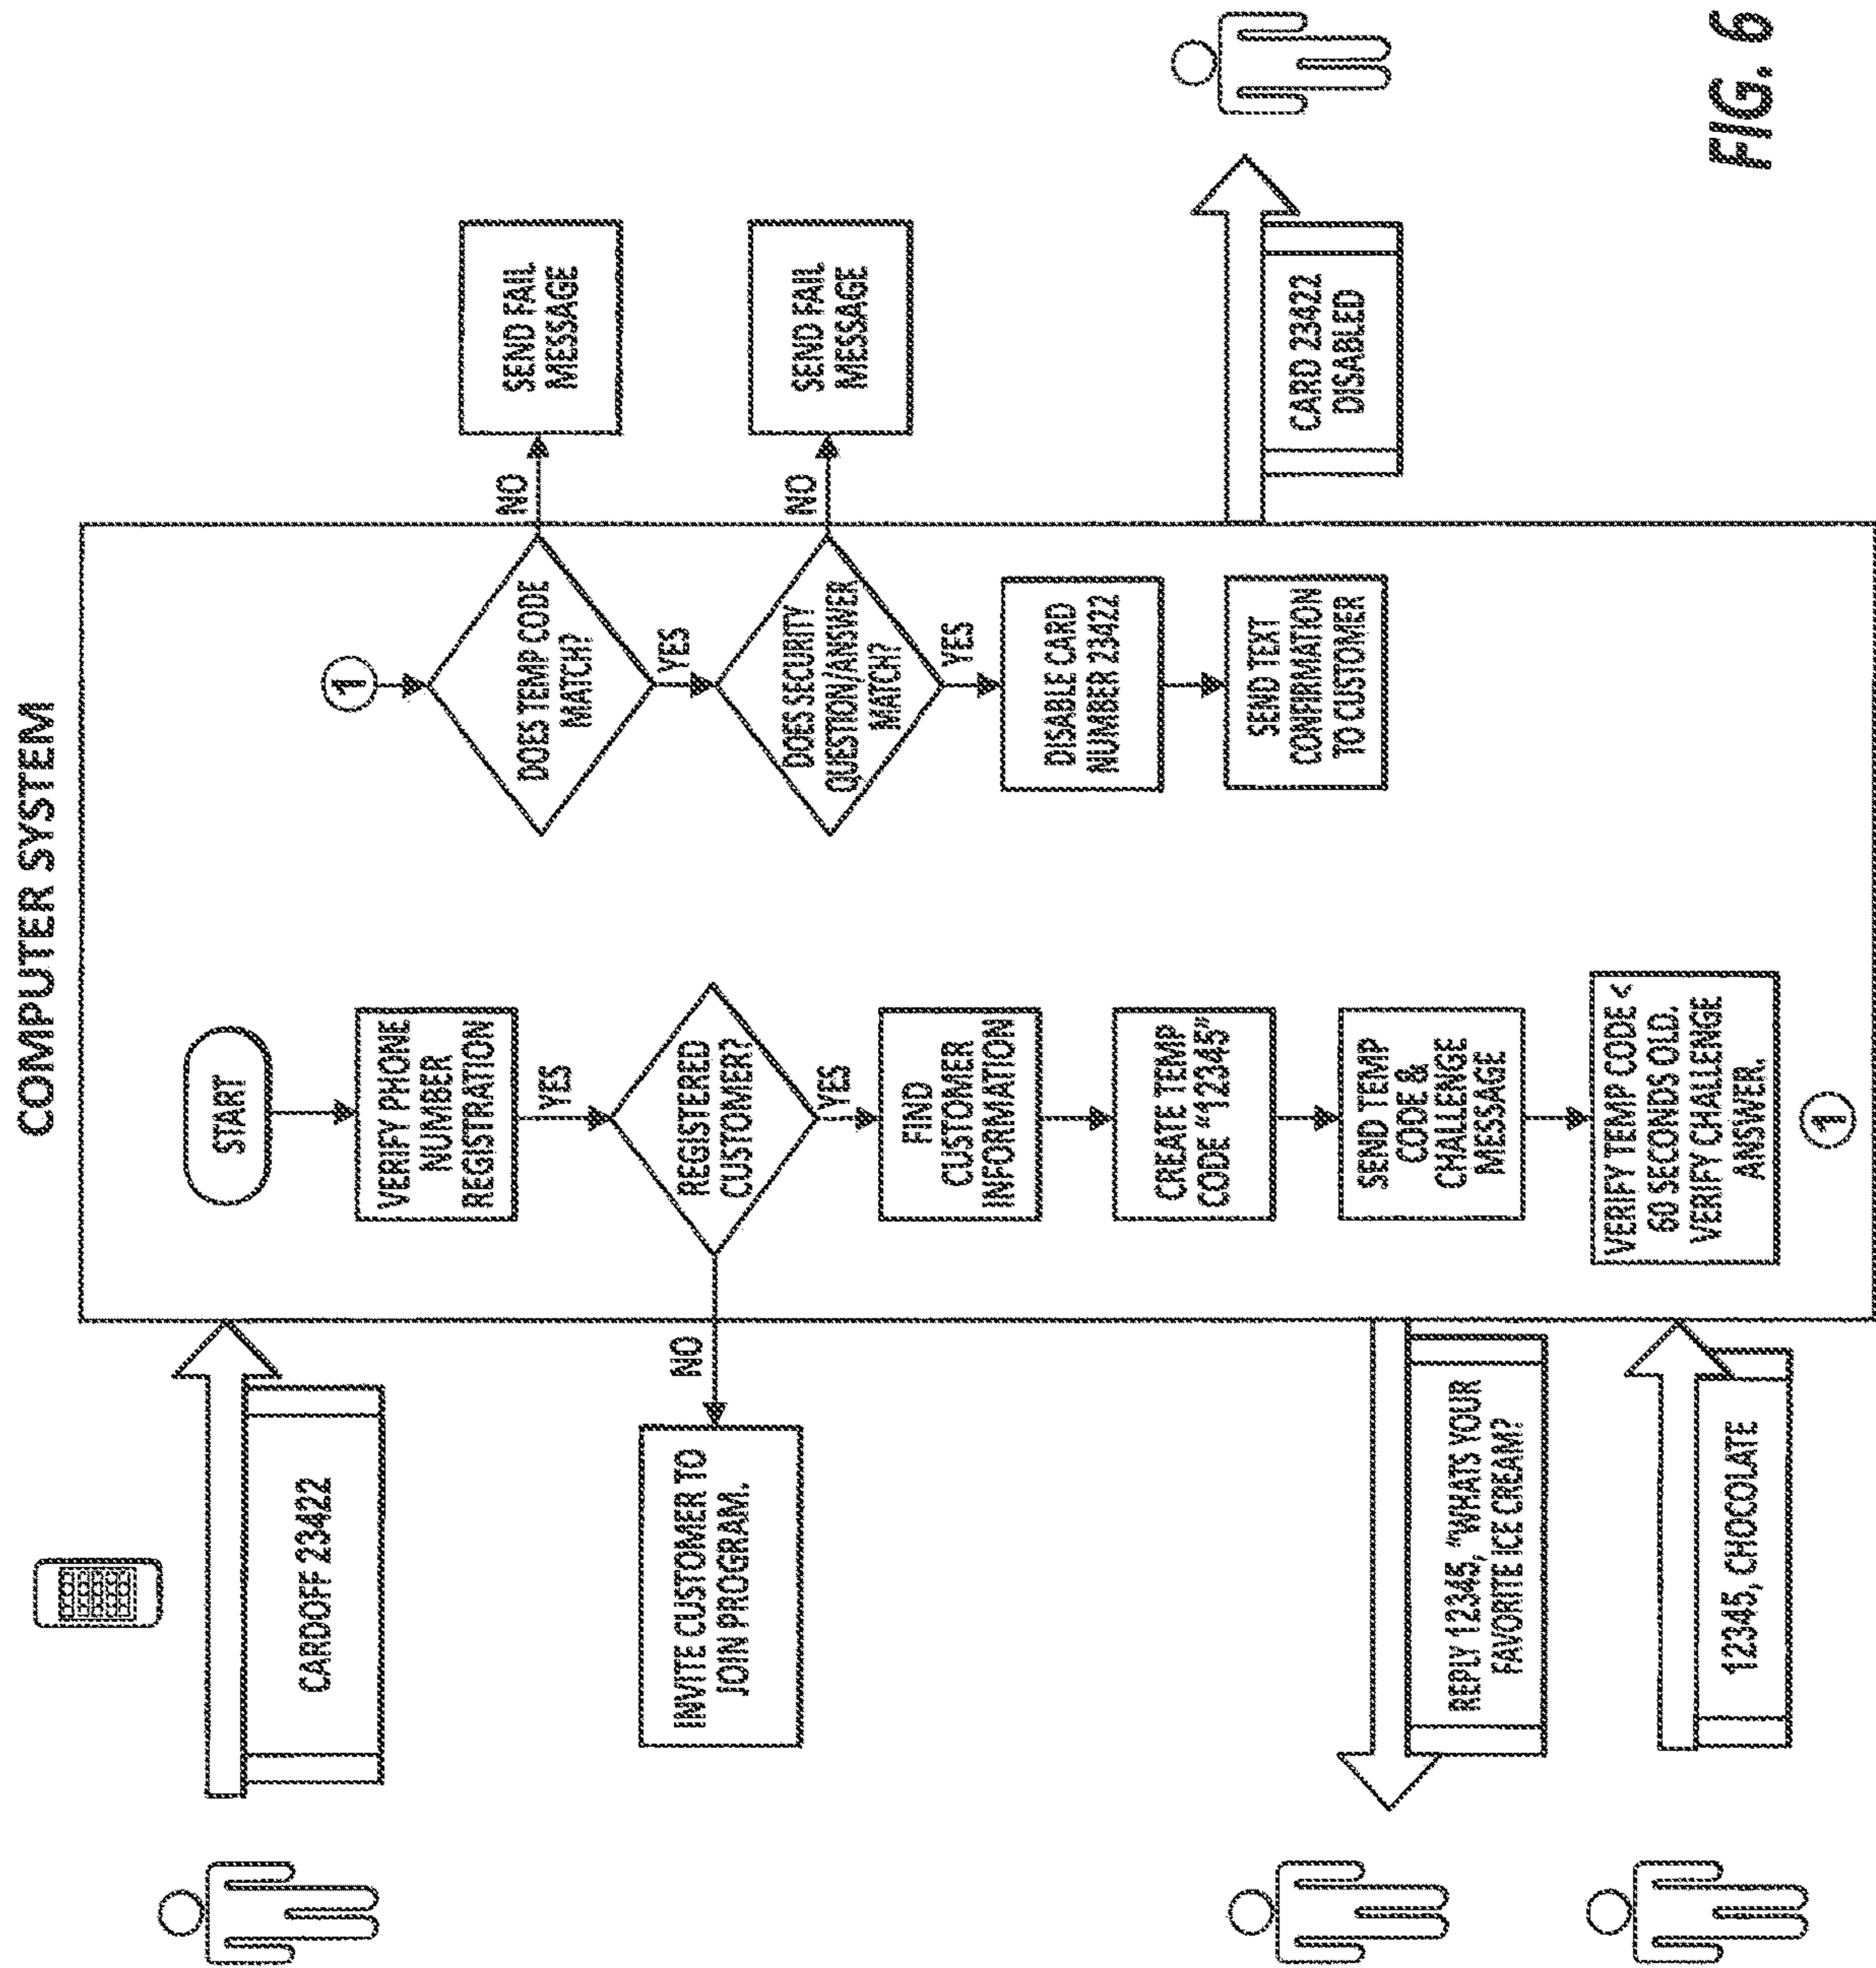 COMPUTER SYSTEM
CARDOFF 23422
START
VERIFY PHONE
NUMBER
REGISTRATION
YES
REGISTERED
CUSTOMER?
NO
INVITE CUSTOMER TO
JOIN PROGRAM.
YES
FIND
CUSTOMER
INFORMATION
CREATE TEMP
CODE "12345"
SEND TEMP
CODE &
CHALLENGE
MESSAGE
REPLY 12345, "WHATS YOUR
FAVORITE ICE CREAM?
VERIFY TEMP CODE <
60 SECONDS OLD.
VERIFY CHALLENGE
ANSWER.
12345, CHOCOLATE
1
1
DOES TEMP CODE
MATCH?
NO
SEND FAIL
MESSAGE
YES
DOES SECURITY
QUESTION/ANSWER
MATCH?
NO
SEND FAIL
MESSAGE
YES
DISABLE CARD
NUMBER 23422
SEND TEXT
CONFIRMATION
TO CUSTOMER
CARD 23422
DISABLED
FIG. 6